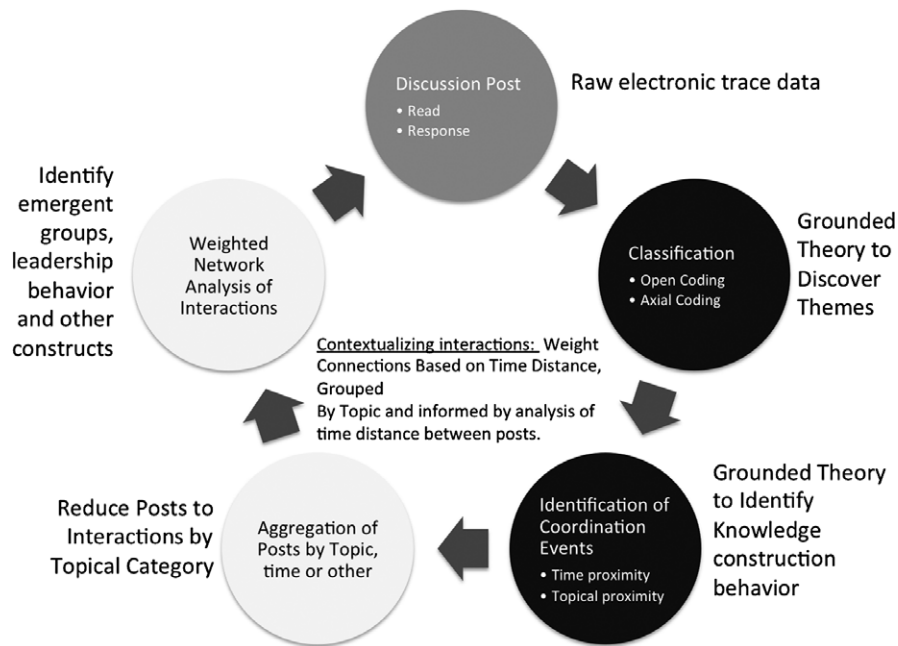 Discussion Post
• Read
• Response
Raw electronic trace data
Classification
• Open Coding
• Axial Coding
Grounded
Theory to
Discover
Themes
Identification of
Coordination
Events
• Time proximity
• Topical proximity
Grounded Theory
to Identify
Knowledge
construction
behavior
Aggregation of
Posts by Topic,
time or other
Reduce Posts to
Interactions by
Topical Category
Weighted
Network
Analysis of
Interactions
Identify
emergent
groups,
leadership
behavior
and other
constructs
Contextualizing interactions: Weight
Connections Based on Time Distance,
Grouped
By Topic and informed by analysis of
time distance between posts.